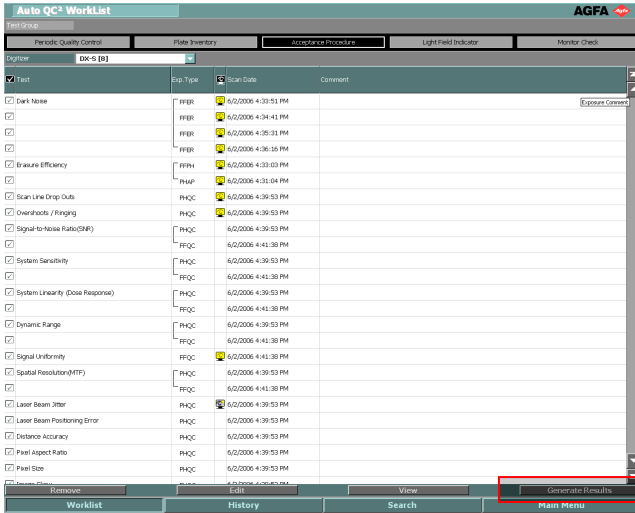 Auto QC² WorkList
AGFA
Test Group
Periodic Quality Control Plate Inventory Acceptance Procedure Light Field Indicator Monitor Check
Digitizer DX-S [8]
Test Exp.Type Scan Date Comment
Dark Noise FFER 6/2/2006 4:33:51 PM
Exposure Comment
FFER 6/2/2006 4:34:41 PM
FFER 6/2/2006 4:35:31 PM
FFER 6/2/2006 4:36:16 PM
Erasure Efficiency FFPH 6/2/2006 4:33:03 PM
PHAP 6/2/2006 4:31:04 PM
Scan Line Drop Outs PHQC 6/2/2006 4:39:53 PM
Overshoots / Ringing PHQC 6/2/2006 4:39:53 PM
Signal-to-Noise Ratio(SNR) PHQC 6/2/2006 4:39:53 PM
FFQC 6/2/2006 4:41:38 PM
System Sensitivity PHQC 6/2/2006 4:39:53 PM
FFQC 6/2/2006 4:41:38 PM
System Linearity (Dose Response) PHQC 6/2/2006 4:39:53 PM
FFQC 6/2/2006 4:41:38 PM
Dynamic Range PHQC 6/2/2006 4:39:53 PM
FFQC 6/2/2006 4:41:38 PM
Signal Uniformity FFQC 6/2/2006 4:41:38 PM
Spatial Resolution(MTF) PHQC 6/2/2006 4:39:53 PM
FFQC 6/2/2006 4:41:38 PM
Laser Beam Jitter PHQC 6/2/2006 4:39:53 PM
Laser Beam Positioning Error PHQC 6/2/2006 4:39:53 PM
Distance Accuracy PHQC 6/2/2006 4:39:53 PM
Pixel Aspect Ratio PHQC 6/2/2006 4:39:53 PM
Pixel Size PHQC 6/2/2006 4:39:53 PM
Remove Edit View Generate Results
Worklist History Search Main Menu